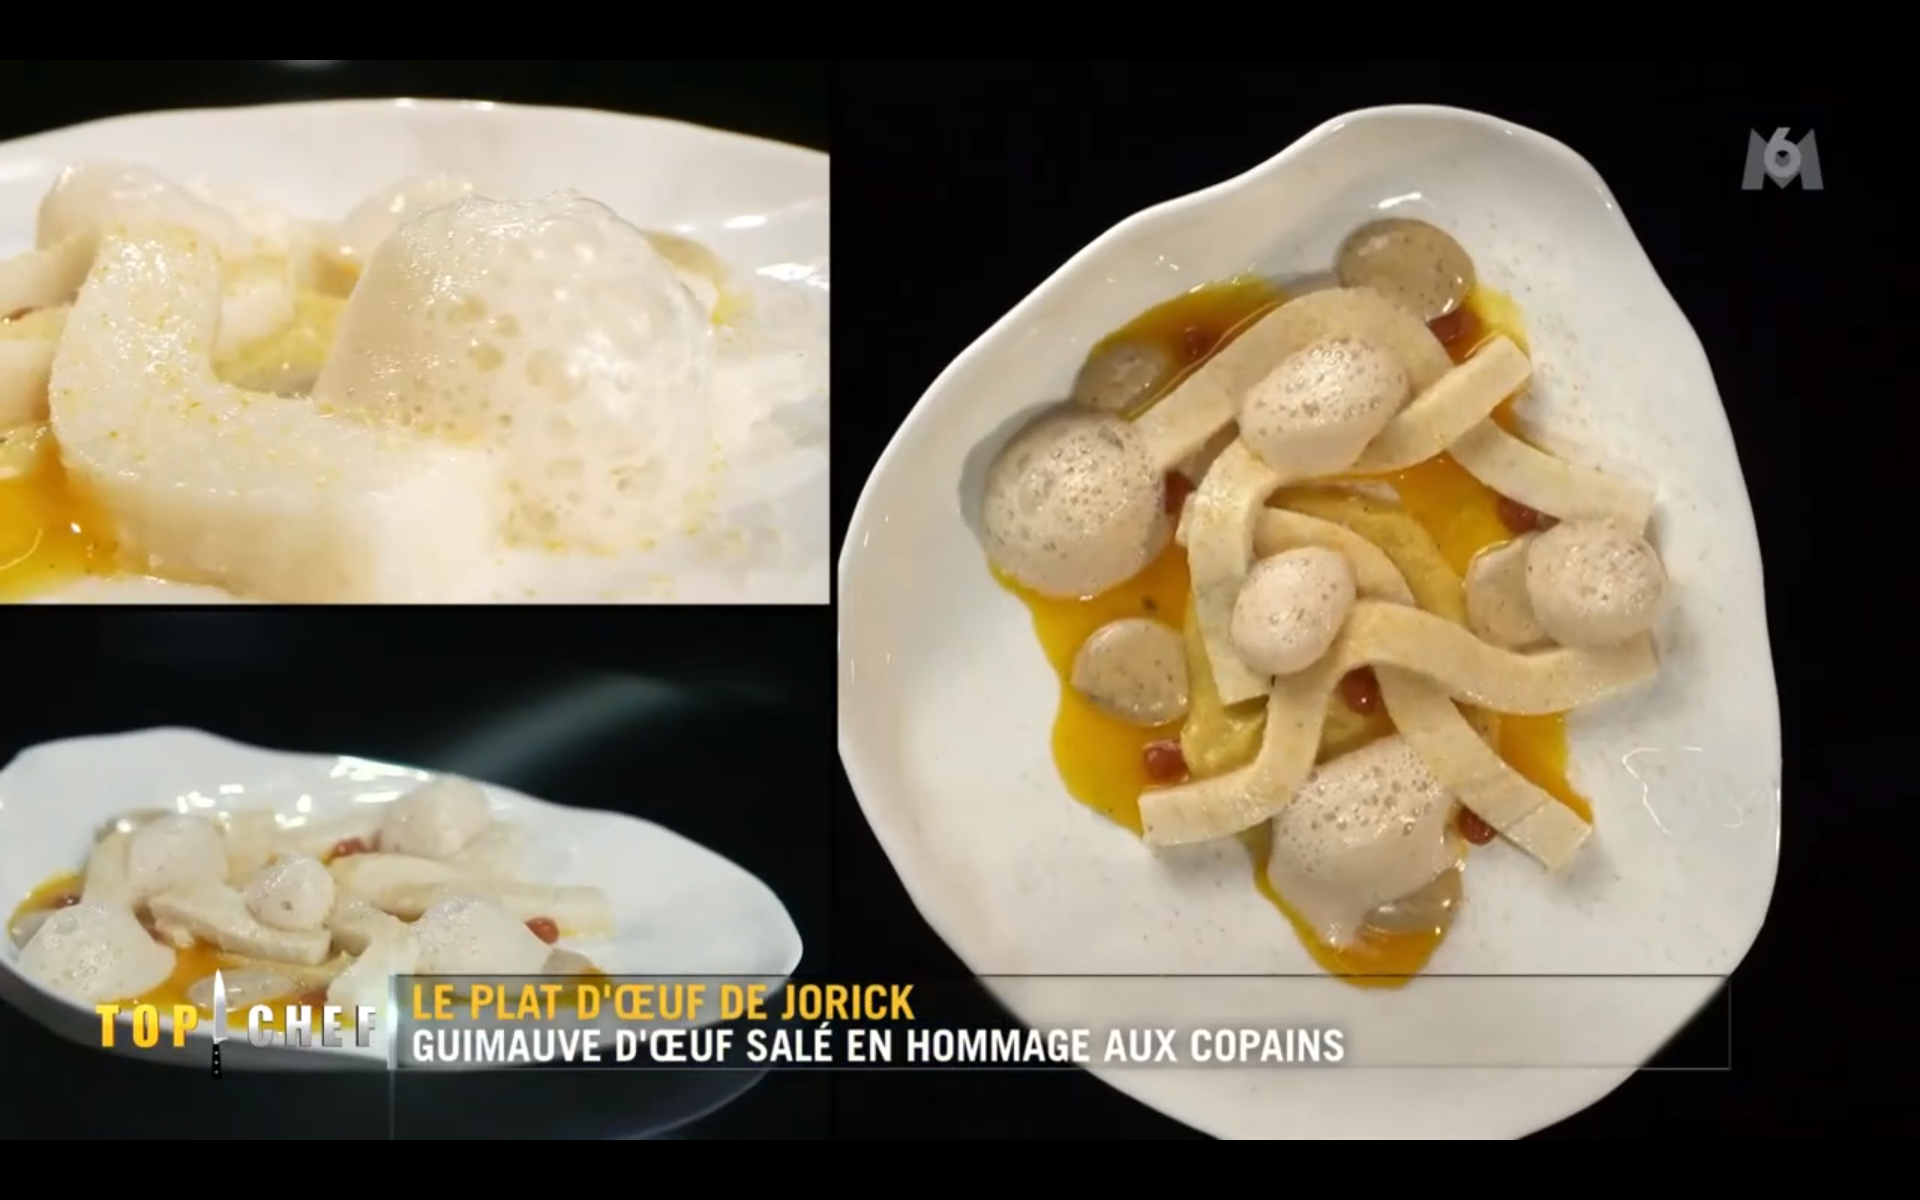 M6
TOP CHEF
LE PLAT D'ŒUF DE JORICK
GUIMAUVE D'ŒUF SALÉ EN HOMMAGE AUX COPAINS